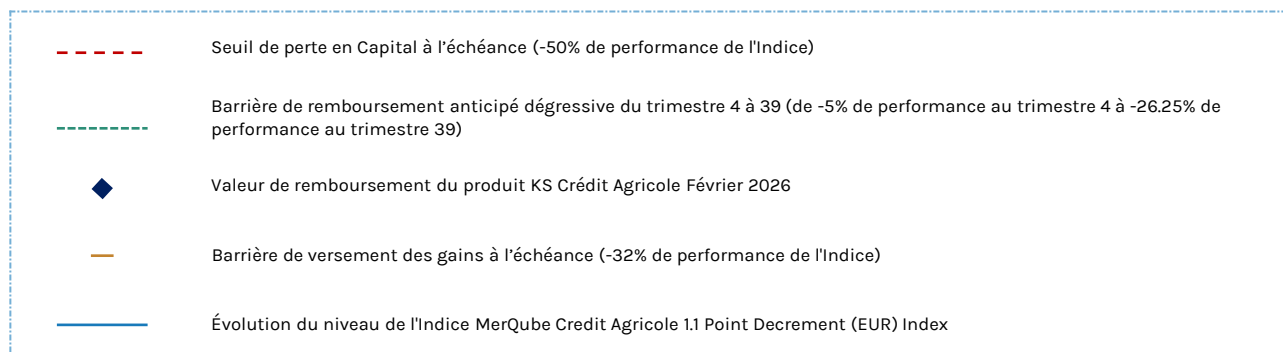 Seuil de perte en Capital à l’échéance (-50% de performance de l'Indice)
Barrière de remboursement anticipé dégressive du trimestre 4 à 39 (de -5% de performance au trimestre 4 à -26.25% de
performance au trimestre 39)
Valeur de remboursement du produit KS Crédit Agricole Février 2026
Barrière de versement des gains à l’échéance (-32% de performance de l'Indice)
Évolution du niveau de l'Indice MerQube Credit Agricole 1.1 Point Decrement (EUR) Index